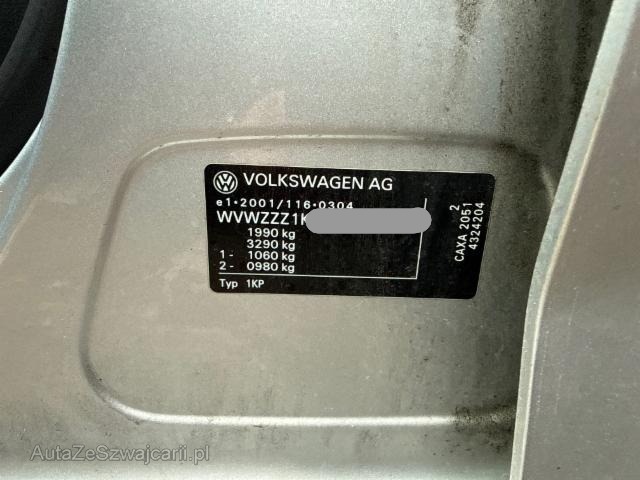 VOLKSWAGEN AG
e1*2001/116*0304
WVWZZZ1K
1990 kg
3290 kg
1 - 1060 kg
2 - 0980 kg
Typ 1KP
2
CAXA 2051
4324204
AutaZeSzwajcarii.pl